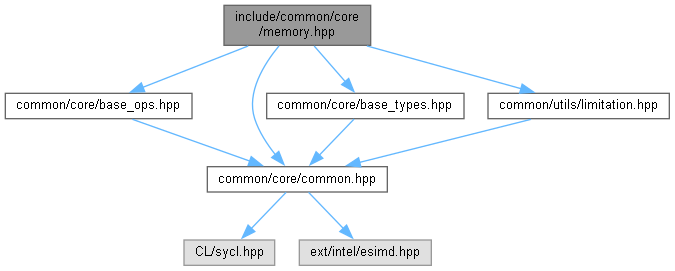 include/common/core
/memory.hpp
common/core/base_ops.hpp
common/core/base_types.hpp
common/utils/limitation.hpp
common/core/common.hpp
CL/sycl.hpp
ext/intel/esimd.hpp